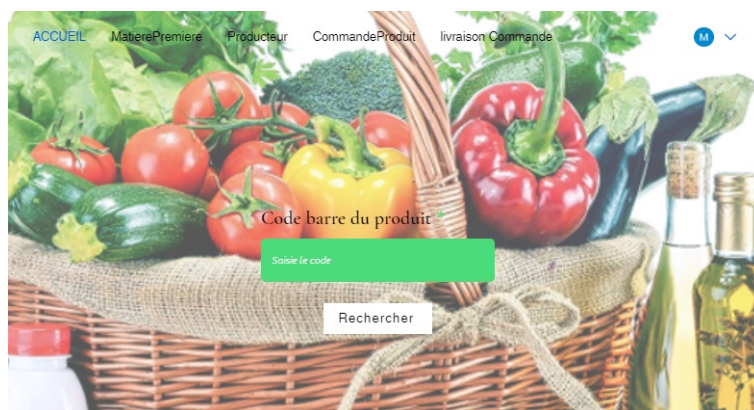 ACCUEIL MatierePremiere Producteur CommandeProduit livraison Commande M
Code barre du produit *
Saisie le code
Rechercher